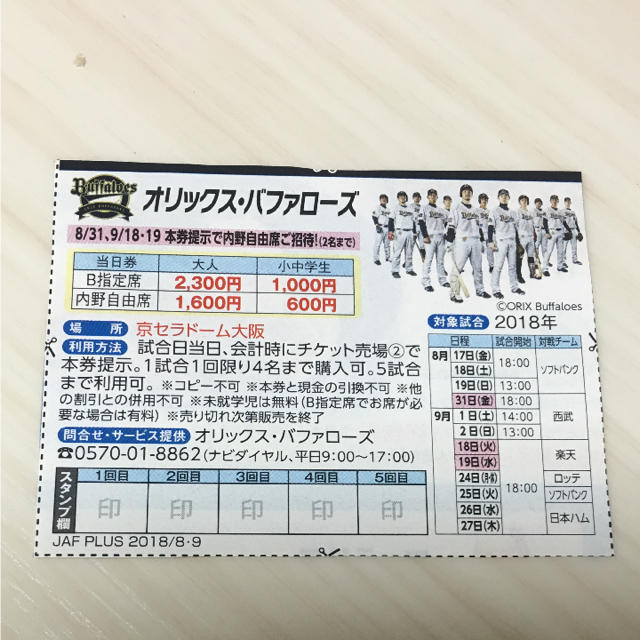 Buffaloes
オリックス・バファローズ
8/31、9/18・19 本券提示で内野自由席ご招待!(2名まで)
当日券 大人 小中学生
B指定席 2,300円 1,000円
内野自由席 1,600円 600円
©ORIX Buffaloes
場所 京セラドーム大阪
利用方法 試合日当日、会計時にチケット売場②で
本券提示。1試合1回限り4名まで購入可。5試合
まで利用可。※コピー不可 ※本券と現金の引換不可 ※他
の割引との併用不可 ※未就学児は無料(B指定席でお席が必
要な場合は有料) ※売り切れ次第販売を終了
問合せ・サービス提供 オリックス・バファローズ
☎0570-01-8862(ナビダイヤル、平日9:00〜17:00)
スタンプ欄 1回目 2回目 3回目 4回目 5回目
印 印 印 印 印
JAF PLUS 2018/8・9
対象試合 2018年
日程 試合開始 対戦チーム
8月 17日(金) 18:00 ソフトバンク
18日(土)
19日(日) 13:00
31日(金) 18:00 西武
9月 1日(土) 14:00
2日(日) 13:00
18日(火) 18:00 楽天
19日(水)
24日(月・休) ロッテ
25日(火) ソフトバンク
26日(水) 日本ハム
27日(木)